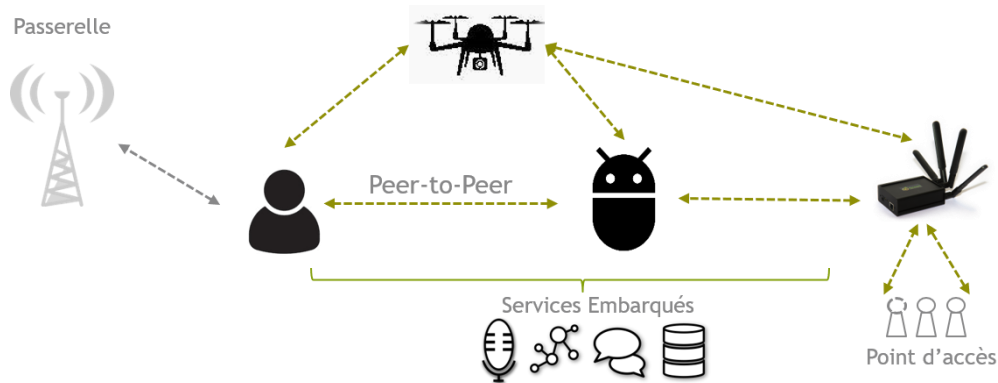 Passerelle
Peer-to-Peer
Services Embarqués
Point d'accès